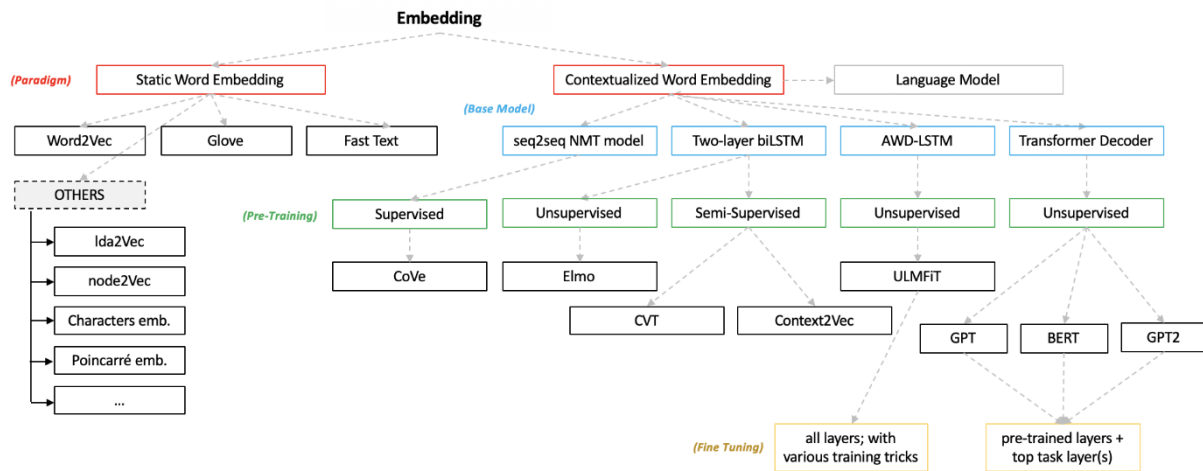 Embedding
(Paradigm)
Static Word Embedding
Contextualized Word Embedding
Language Model
(Base Model)
Word2Vec
Glove
Fast Text
seq2seq NMT model
Two-layer biLSTM
AWD-LSTM
Transformer Decoder
OTHERS
(Pre-Training)
Supervised
Unsupervised
Semi-Supervised
Unsupervised
Unsupervised
lda2Vec
node2Vec
Characters emb.
Poincarré emb.
...
CoVe
Elmo
ULMFiT
CVT
Context2Vec
GPT
BERT
GPT2
(Fine Tuning)
all layers; with
various training tricks
pre-trained layers +
top task layer(s)